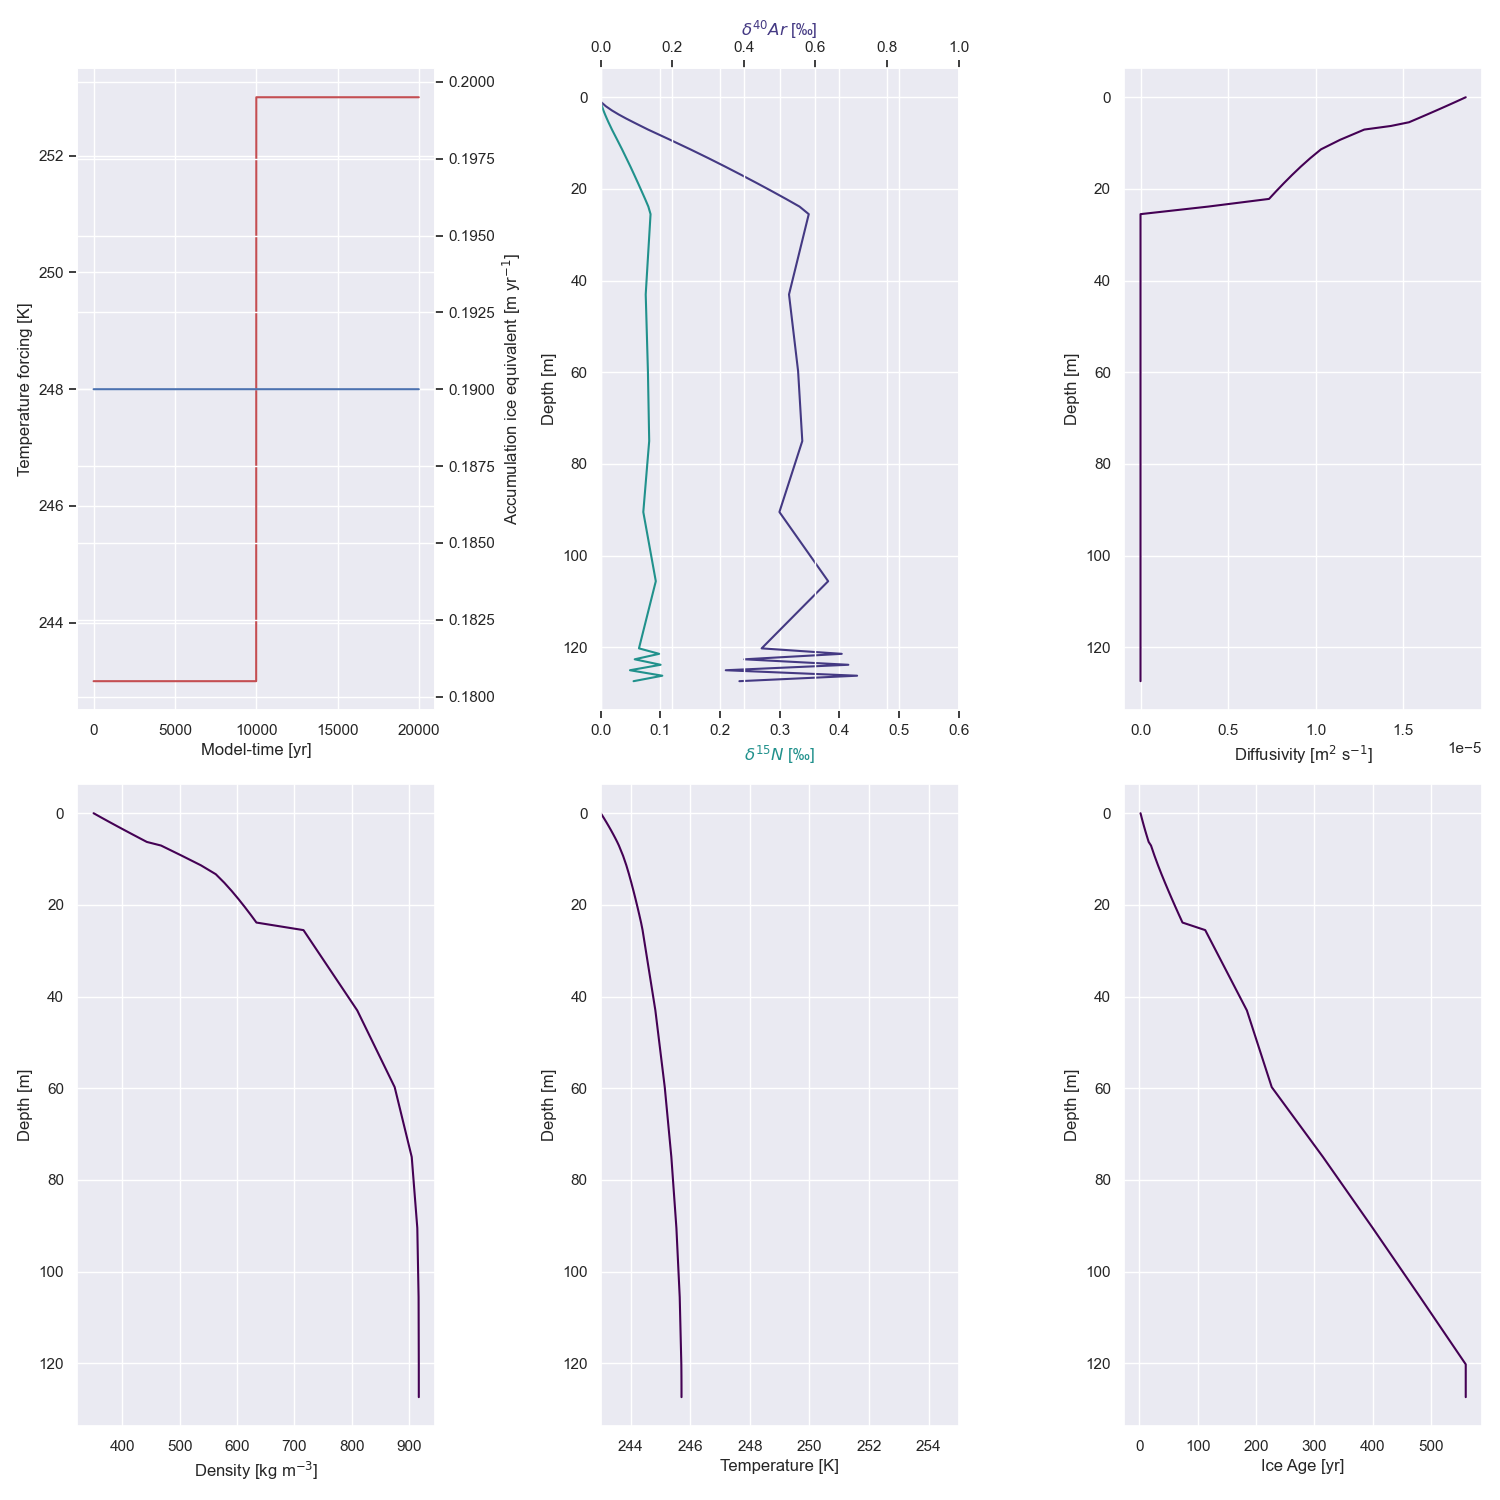 δ⁴⁰Ar [‰]
0.0 0.2 0.4 0.6 0.8 1.0
252
250
248
246
244
Temperature forcing [K]
0.2000
0.1975
0.1950
0.1925
0.1900
0.1875
0.1850
0.1825
0.1800
Accumulation ice equivalent [m yr⁻¹]
0 5000 10000 15000 20000
Model-time [yr]
0
20
40
60
80
100
120
Depth [m]
0.0 0.1 0.2 0.3 0.4 0.5 0.6
δ¹⁵N [‰]
0
20
40
60
80
100
120
Depth [m]
0.0 0.5 1.0 1.5
1e−5
Diffusivity [m² s⁻¹]
0
20
40
60
80
100
120
Depth [m]
400 500 600 700 800 900
Density [kg m⁻³]
0
20
40
60
80
100
120
Depth [m]
244 246 248 250 252 254
Temperature [K]
0
20
40
60
80
100
120
Depth [m]
0 100 200 300 400 500
Ice Age [yr]